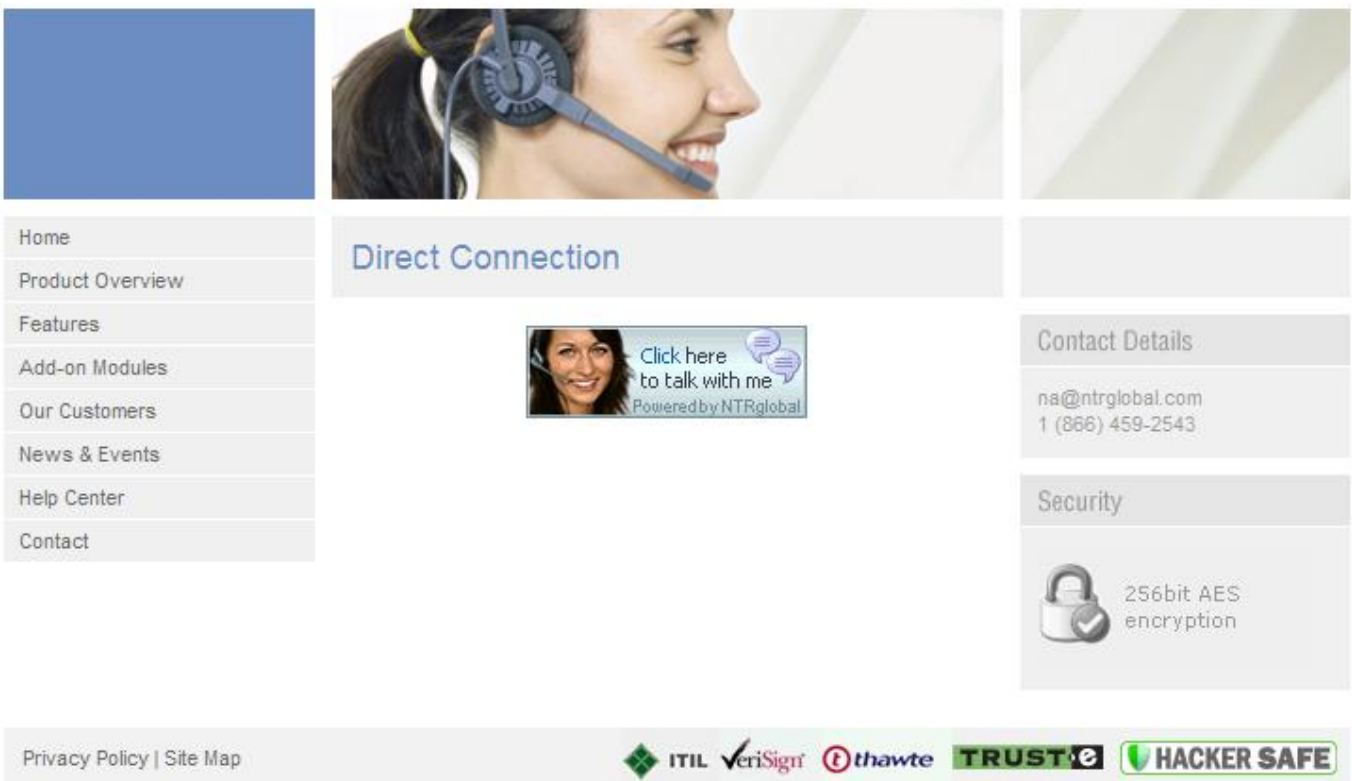 Home
Product Overview
Features
Add-on Modules
Our Customers
News & Events
Help Center
Contact
Direct Connection
Click here
to talk with me
Powered by NTRglobal
Contact Details
na@ntrglobal.com
1 (866) 459-2543
Security
256bit AES
encryption
Privacy Policy | Site Map
ITIL
VeriSign
thawte
TRUSTe
HACKER SAFE